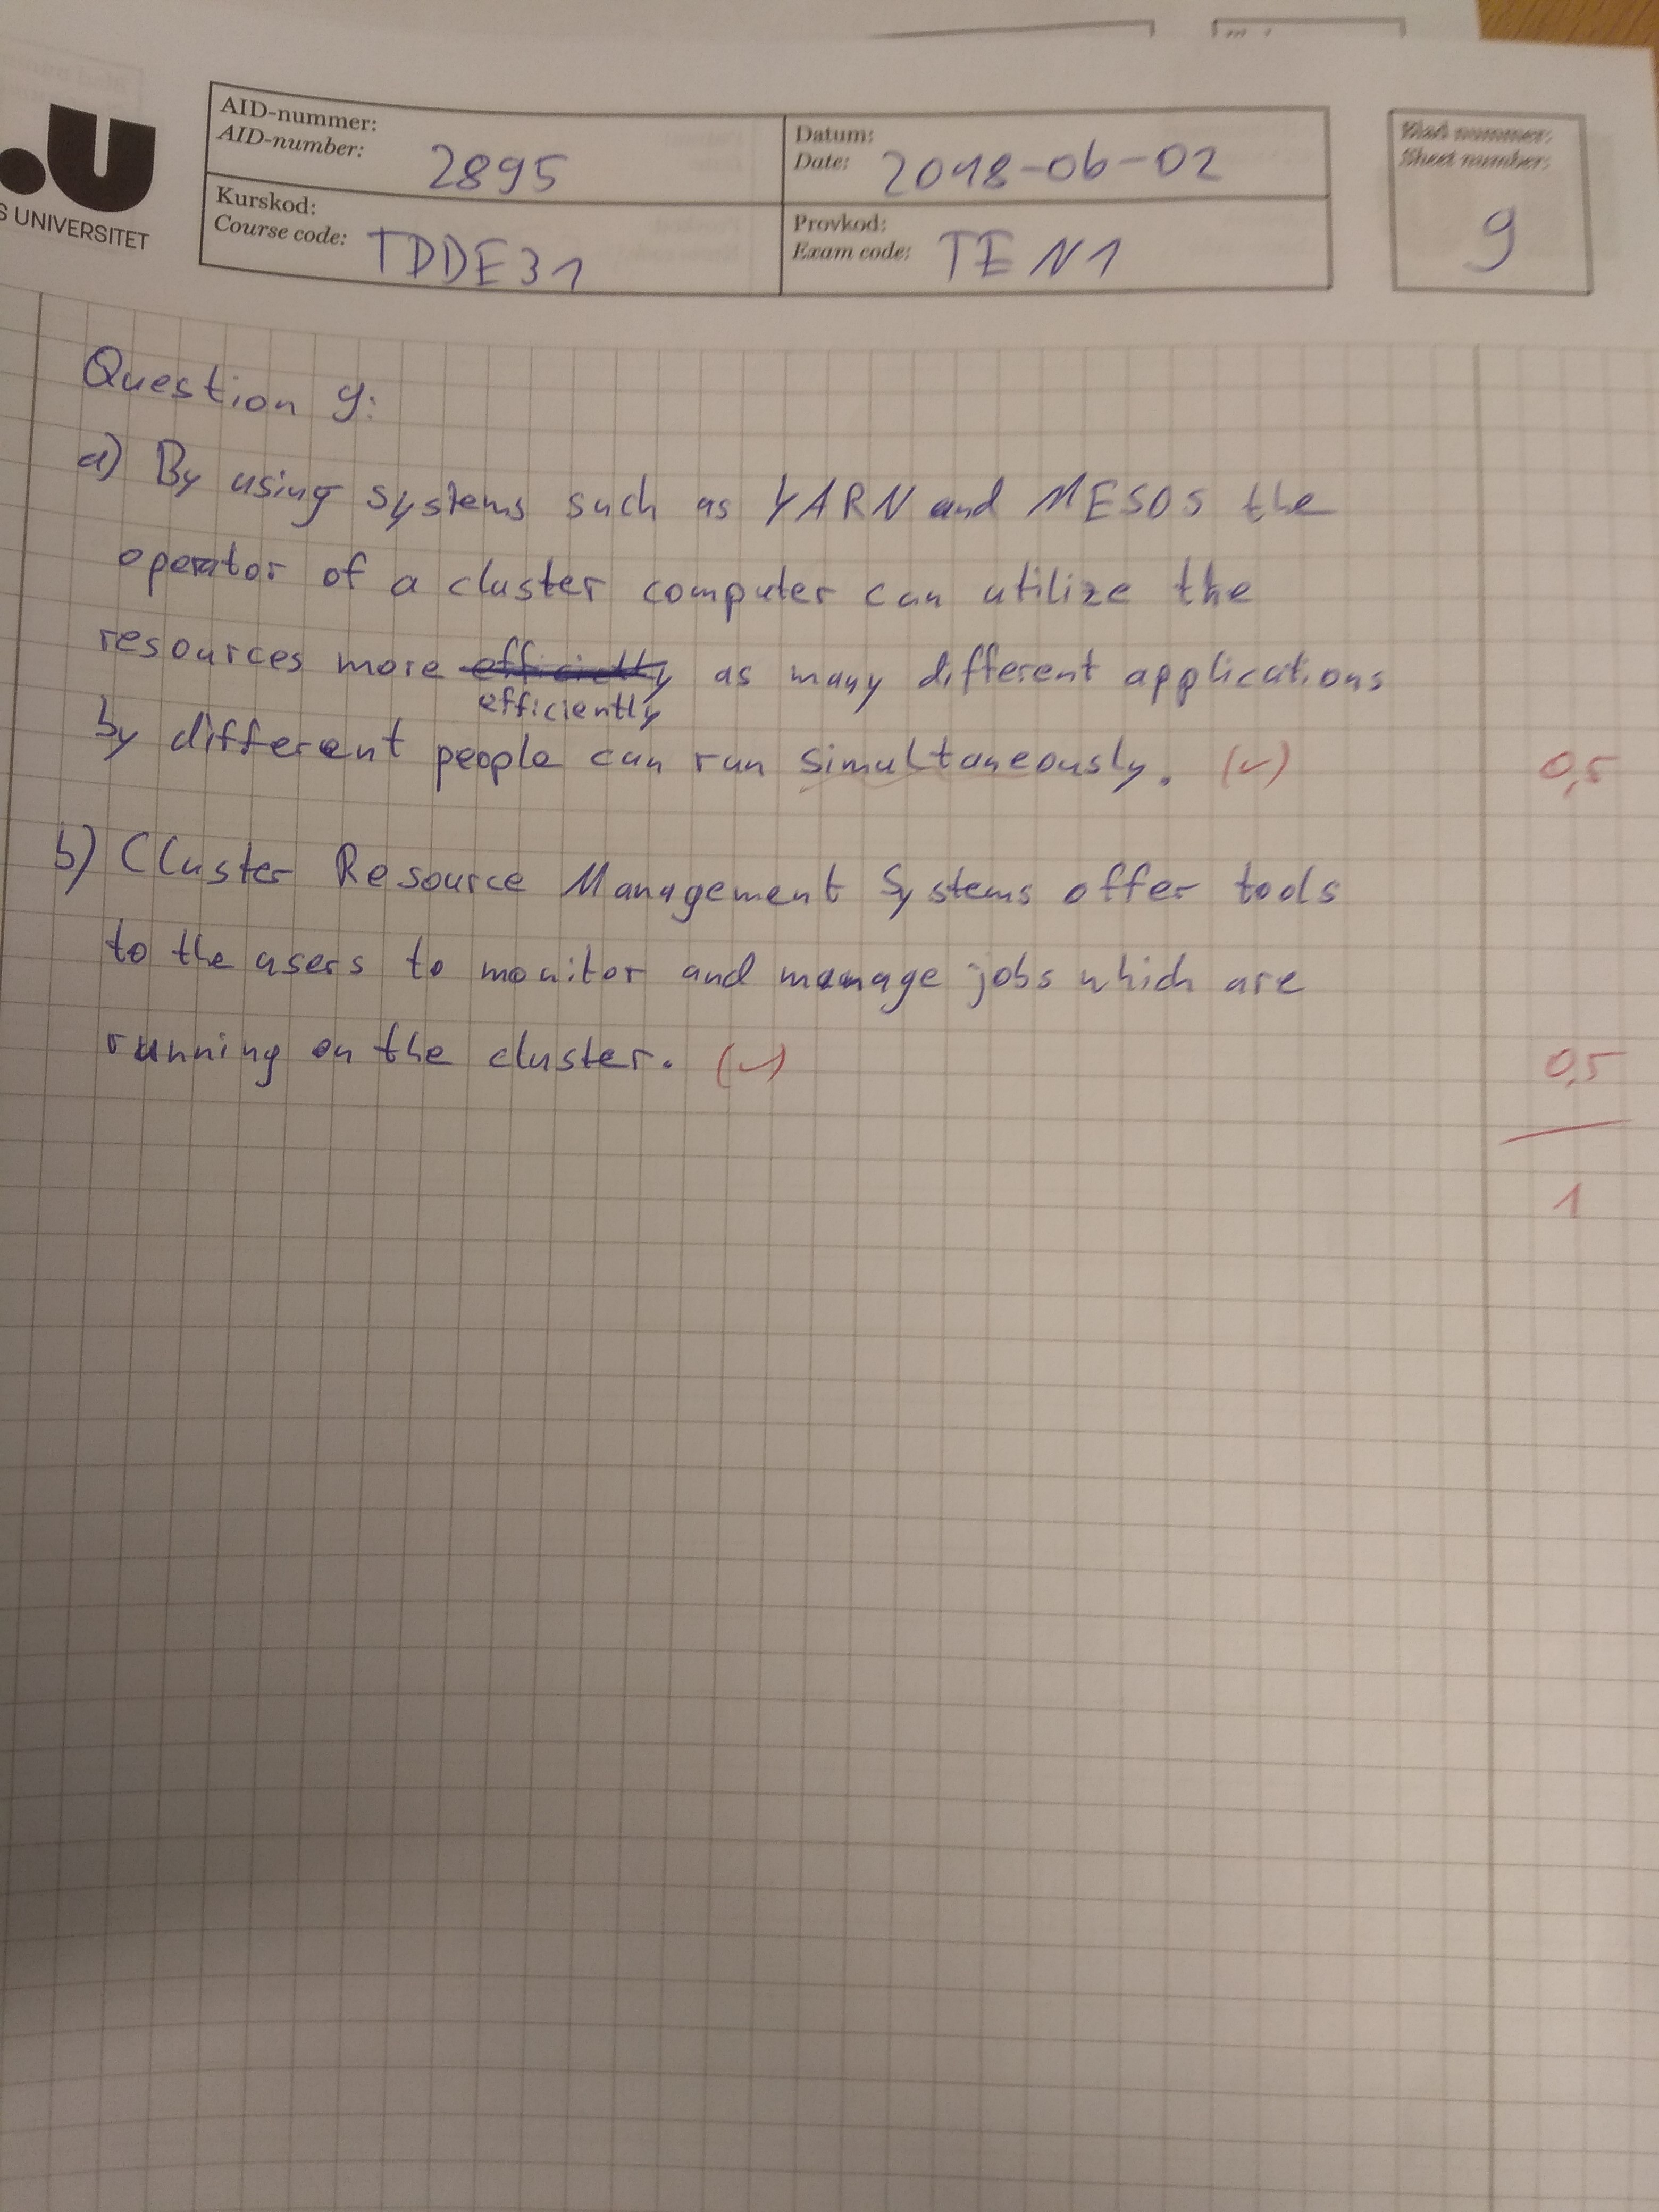 .U
S UNIVERSITET
AID-nummer:
AID-number: 2895
Datum:
Date: 2018-06-02
Blad nummer:
Sheet number:
9
Kurskod:
Course code: TDDE31
Provkod:
Exam code: TEN1
Question 9:
a) By using systems such as YARN and MESOS the
operator of a cluster computer can utilize the
resources more as many different applications
efficiently
by different people can run simultaneously. (✓) 0,5
b) Cluster Resource Management Systems offer tools
to the users to monitor and manage jobs which are
running on the cluster. (✓) 0,5
1